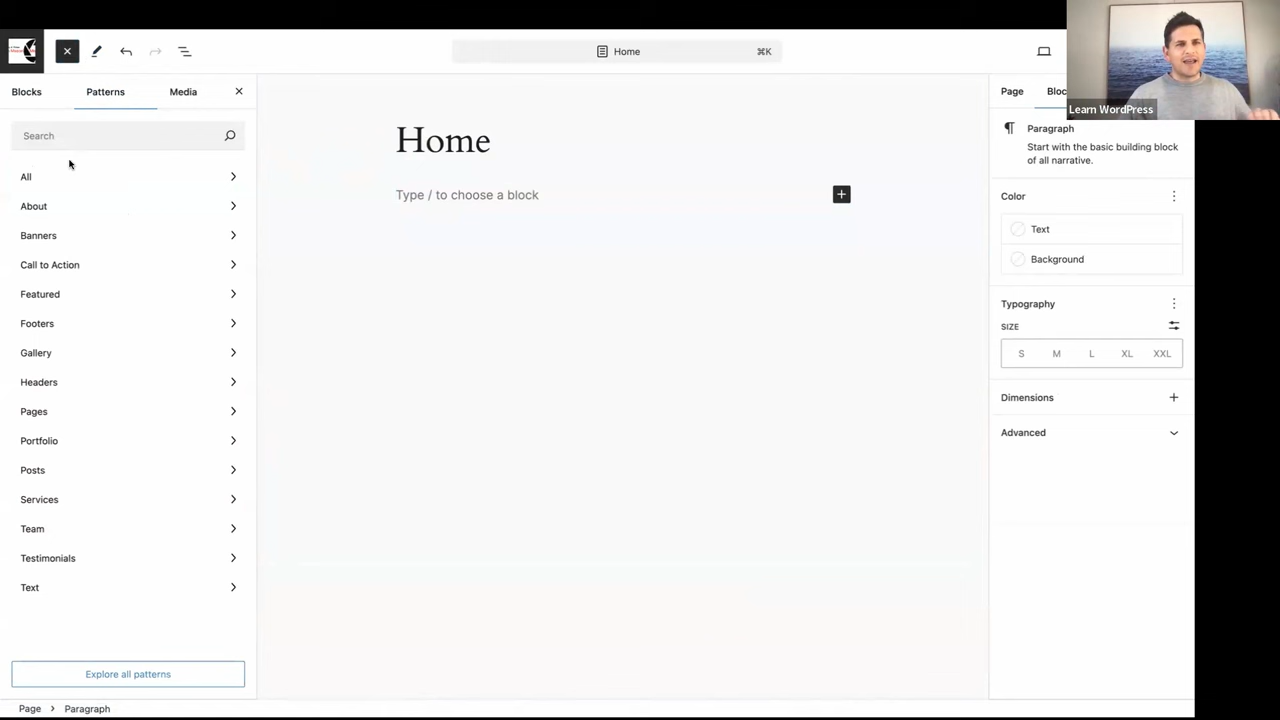 Home ⌘K
Learn WordPress
Blocks Patterns Media
Search
All
About
Banners
Call to Action
Featured
Footers
Gallery
Headers
Pages
Portfolio
Posts
Services
Team
Testimonials
Text
Explore all patterns
Home
Type / to choose a block
Page Bloc
Paragraph
Start with the basic building block
of all narrative.
Color
Text
Background
Typography
SIZE
S M L XL XXL
Dimensions
Advanced
Page > Paragraph